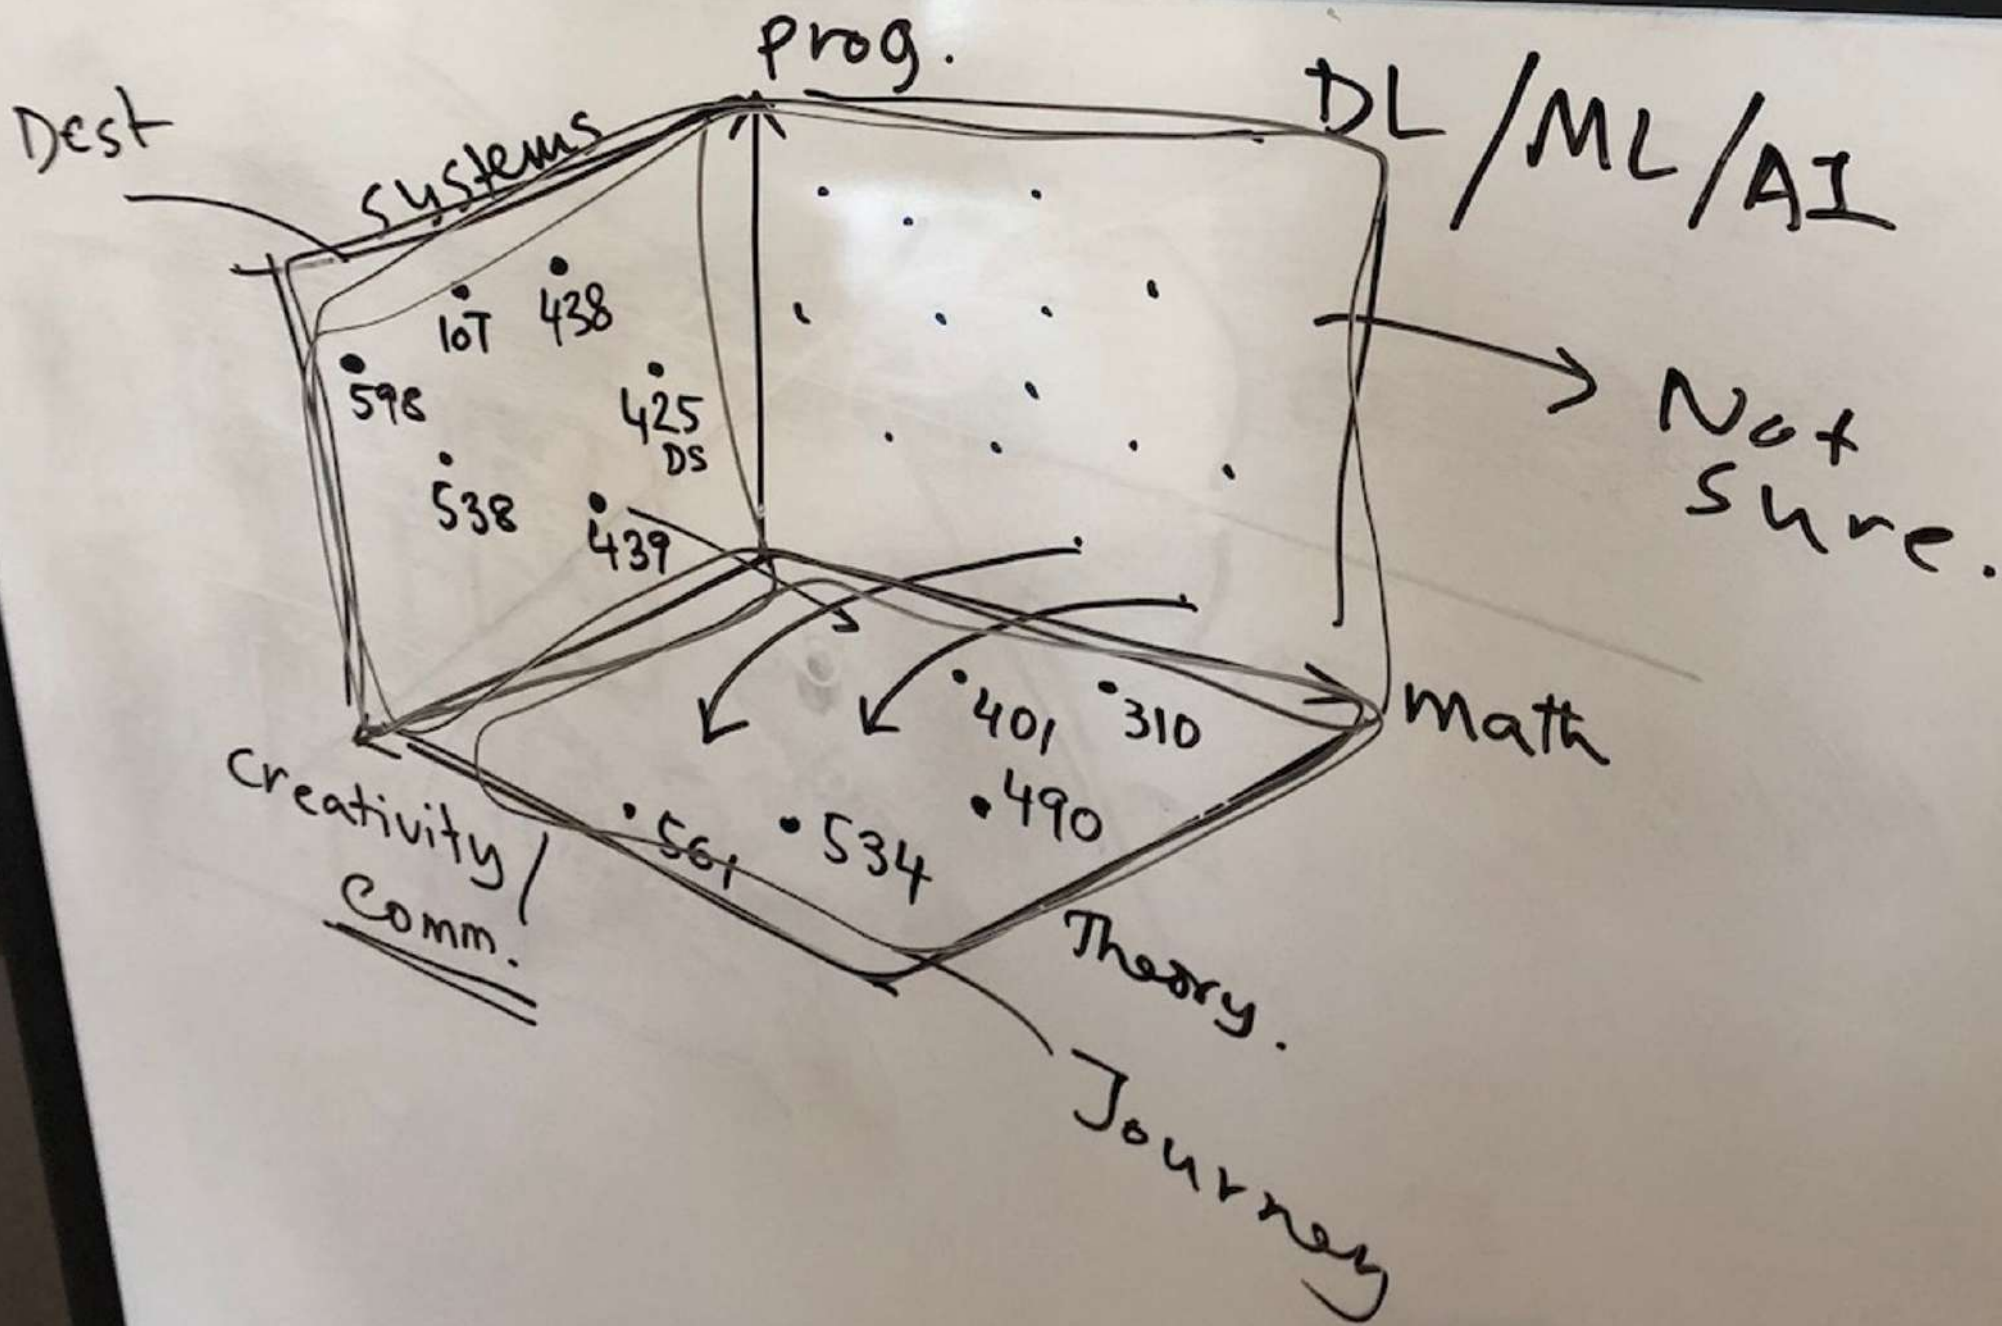 prog.
DL/ML/AI
Dest
systems
IoT
438
598
425
DS
538
439
Not
Sure.
401
310
math
490
561
534
Creativity/
Comm.
Theory.
Journey